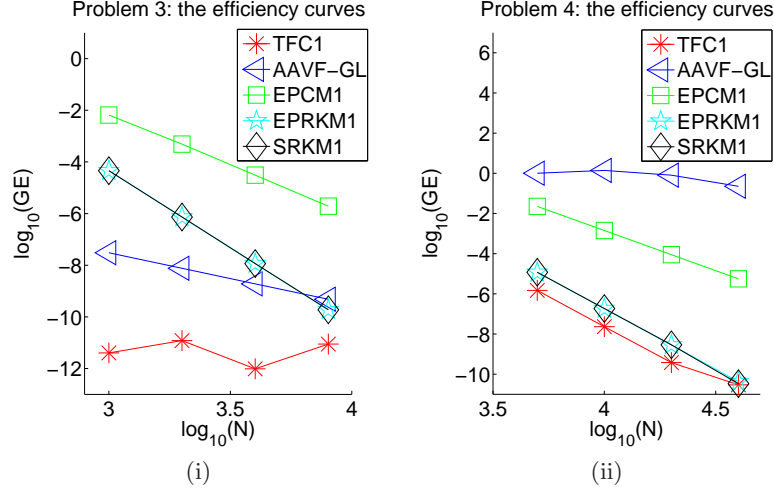 Problem 3: the efficiency curves
TFC1
AAVF−GL
EPCM1
EPRKM1
SRKM1
0
−2
−4
−6
−8
−10
−12
log10(GE)
3
3.5
4
log10(N)
(i)
Problem 4: the efficiency curves
TFC1
AAVF−GL
EPCM1
EPRKM1
SRKM1
6
4
2
0
−2
−4
−6
−8
−10
log10(GE)
3.5
4
4.5
log10(N)
(ii)